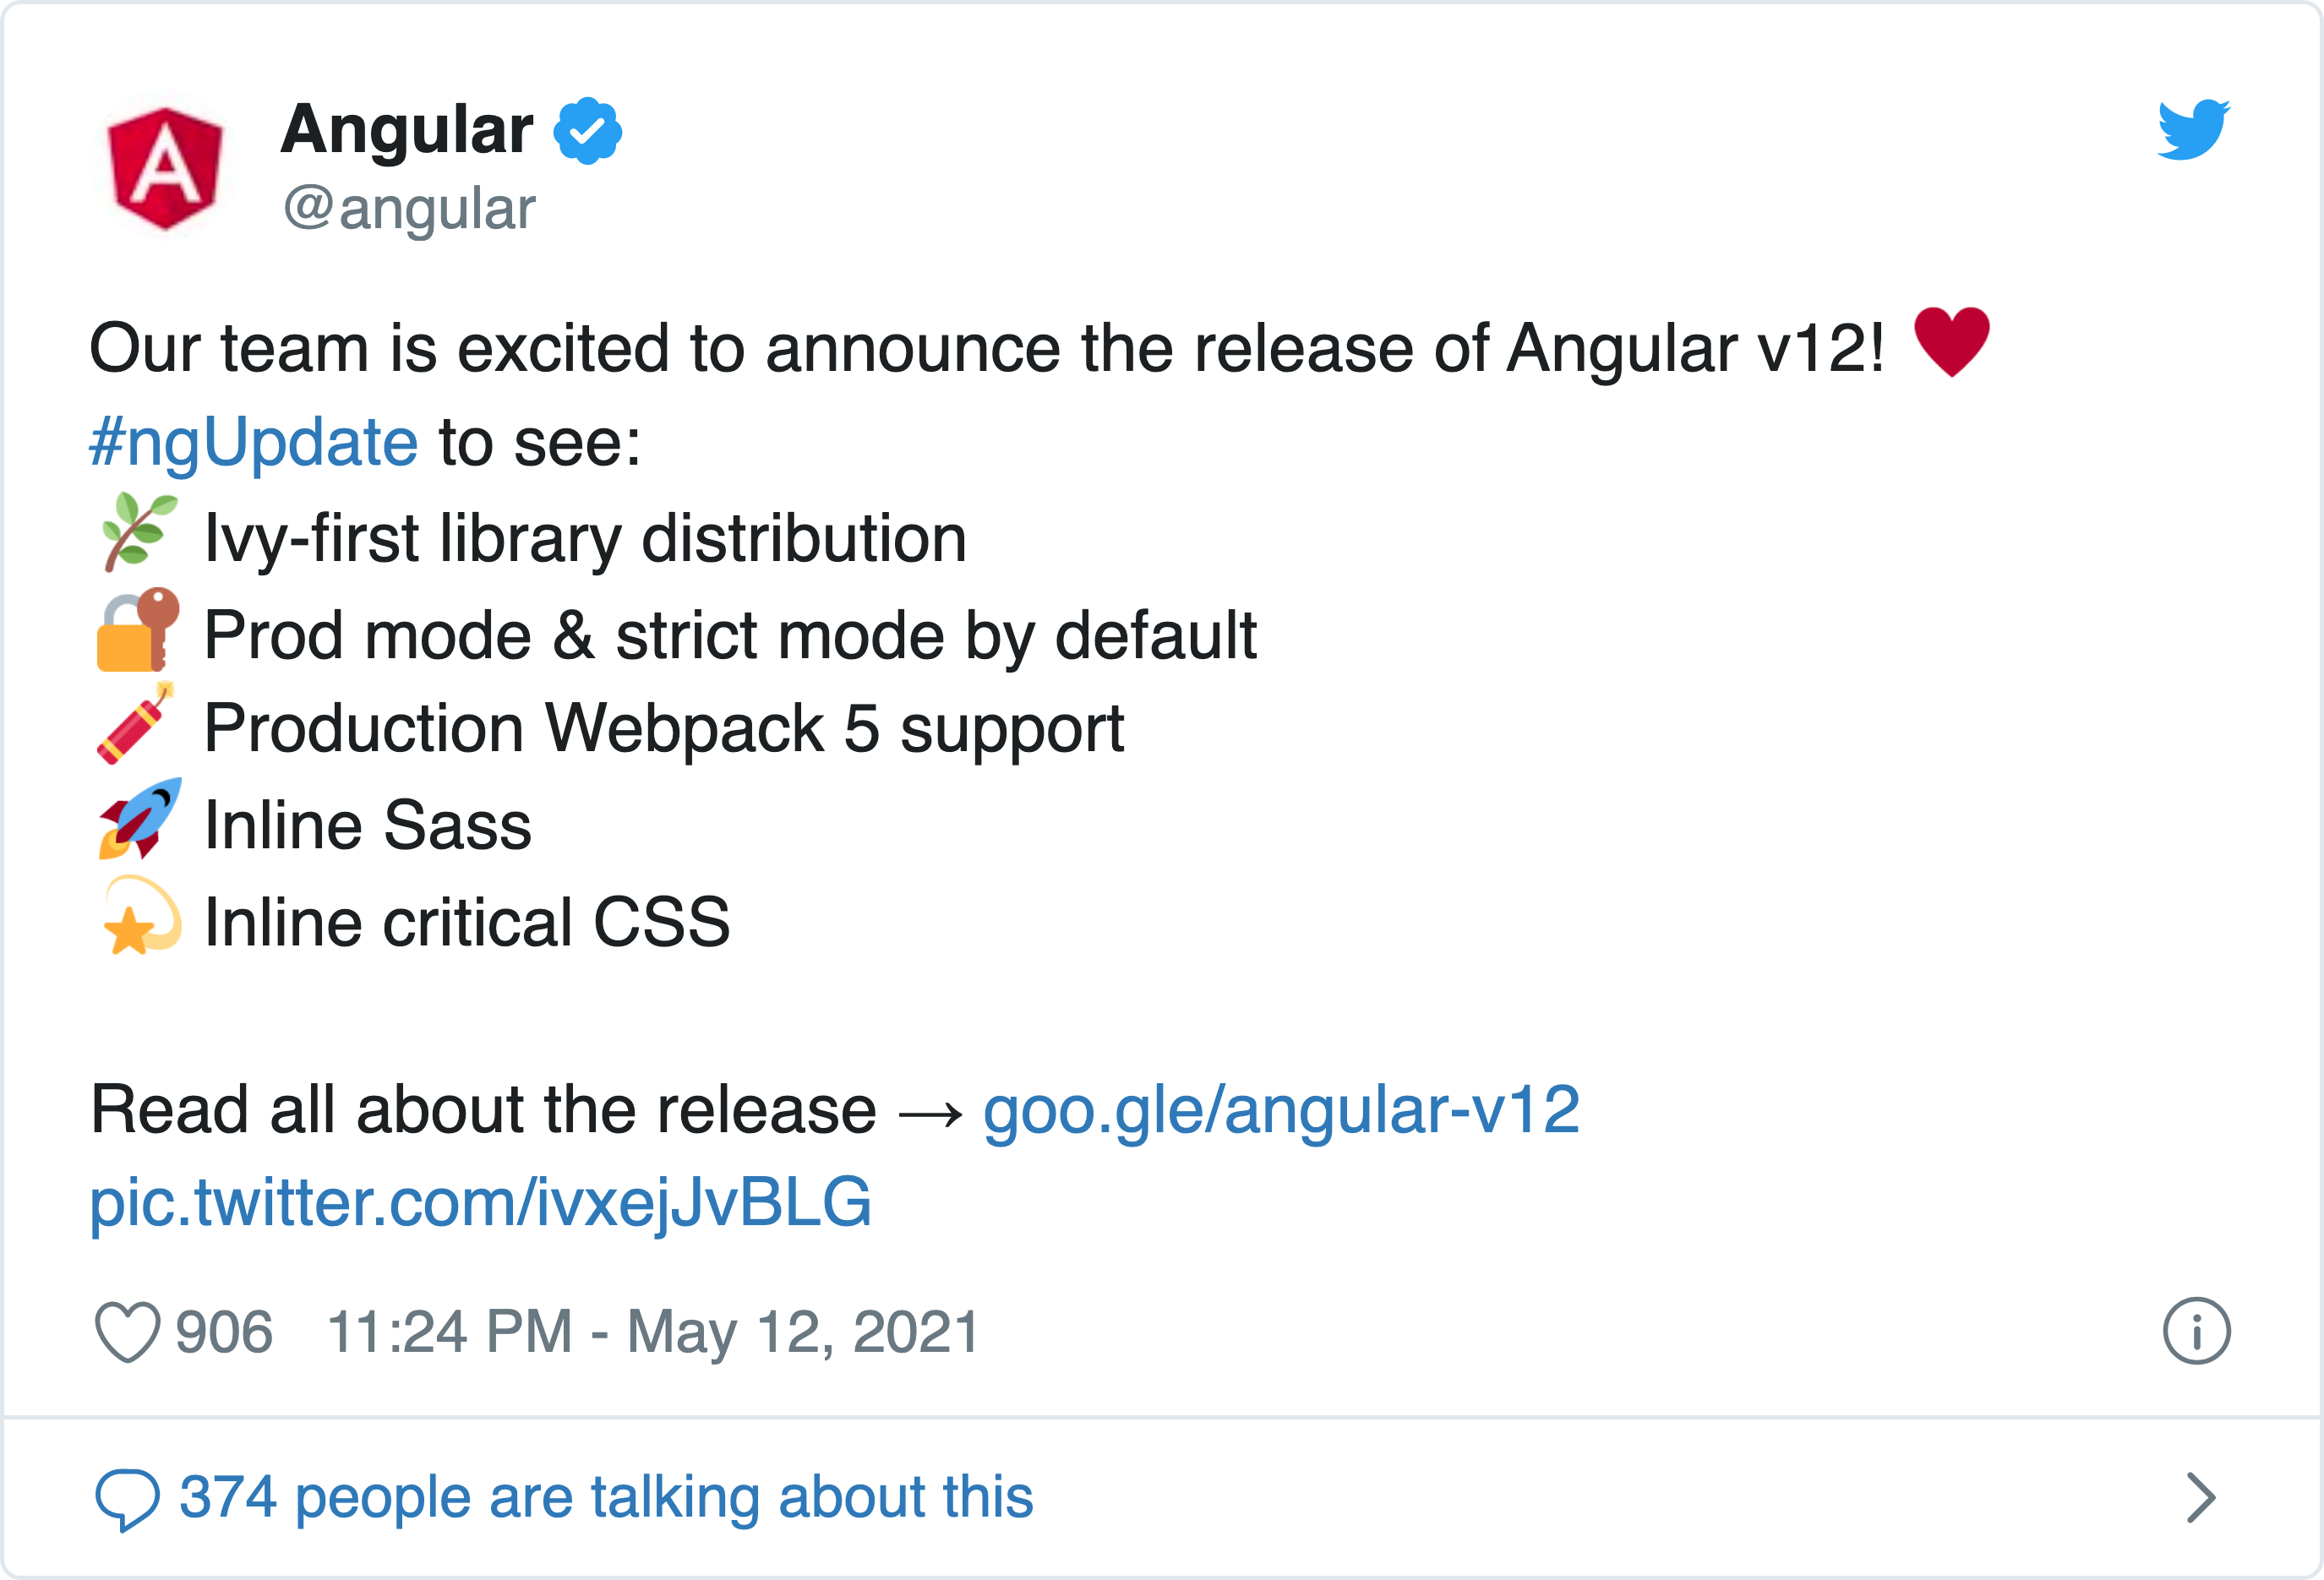 Angular
@angular
Our team is excited to announce the release of Angular v12! ❤️
#ngUpdate to see:
🌿 Ivy-first library distribution
🔐 Prod mode & strict mode by default
🧨 Production Webpack 5 support
🚀 Inline Sass
💫 Inline critical CSS
Read all about the release → goo.gle/angular-v12
pic.twitter.com/ivxejJvBLG
906 11:24 PM - May 12, 2021
374 people are talking about this